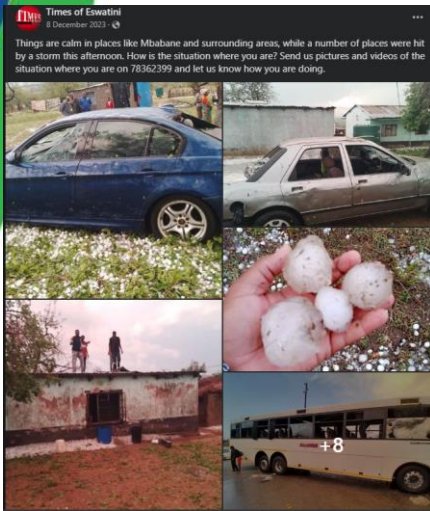 TIMES
Times of Eswatini
8 December 2023 ·
Things are calm in places like Mbabane and surrounding areas, while a number of places were hit
by a storm this afternoon. How is the situation where you are? Send us pictures and videos of the
situation where you are on 78362399 and let us know how you are doing.
+8